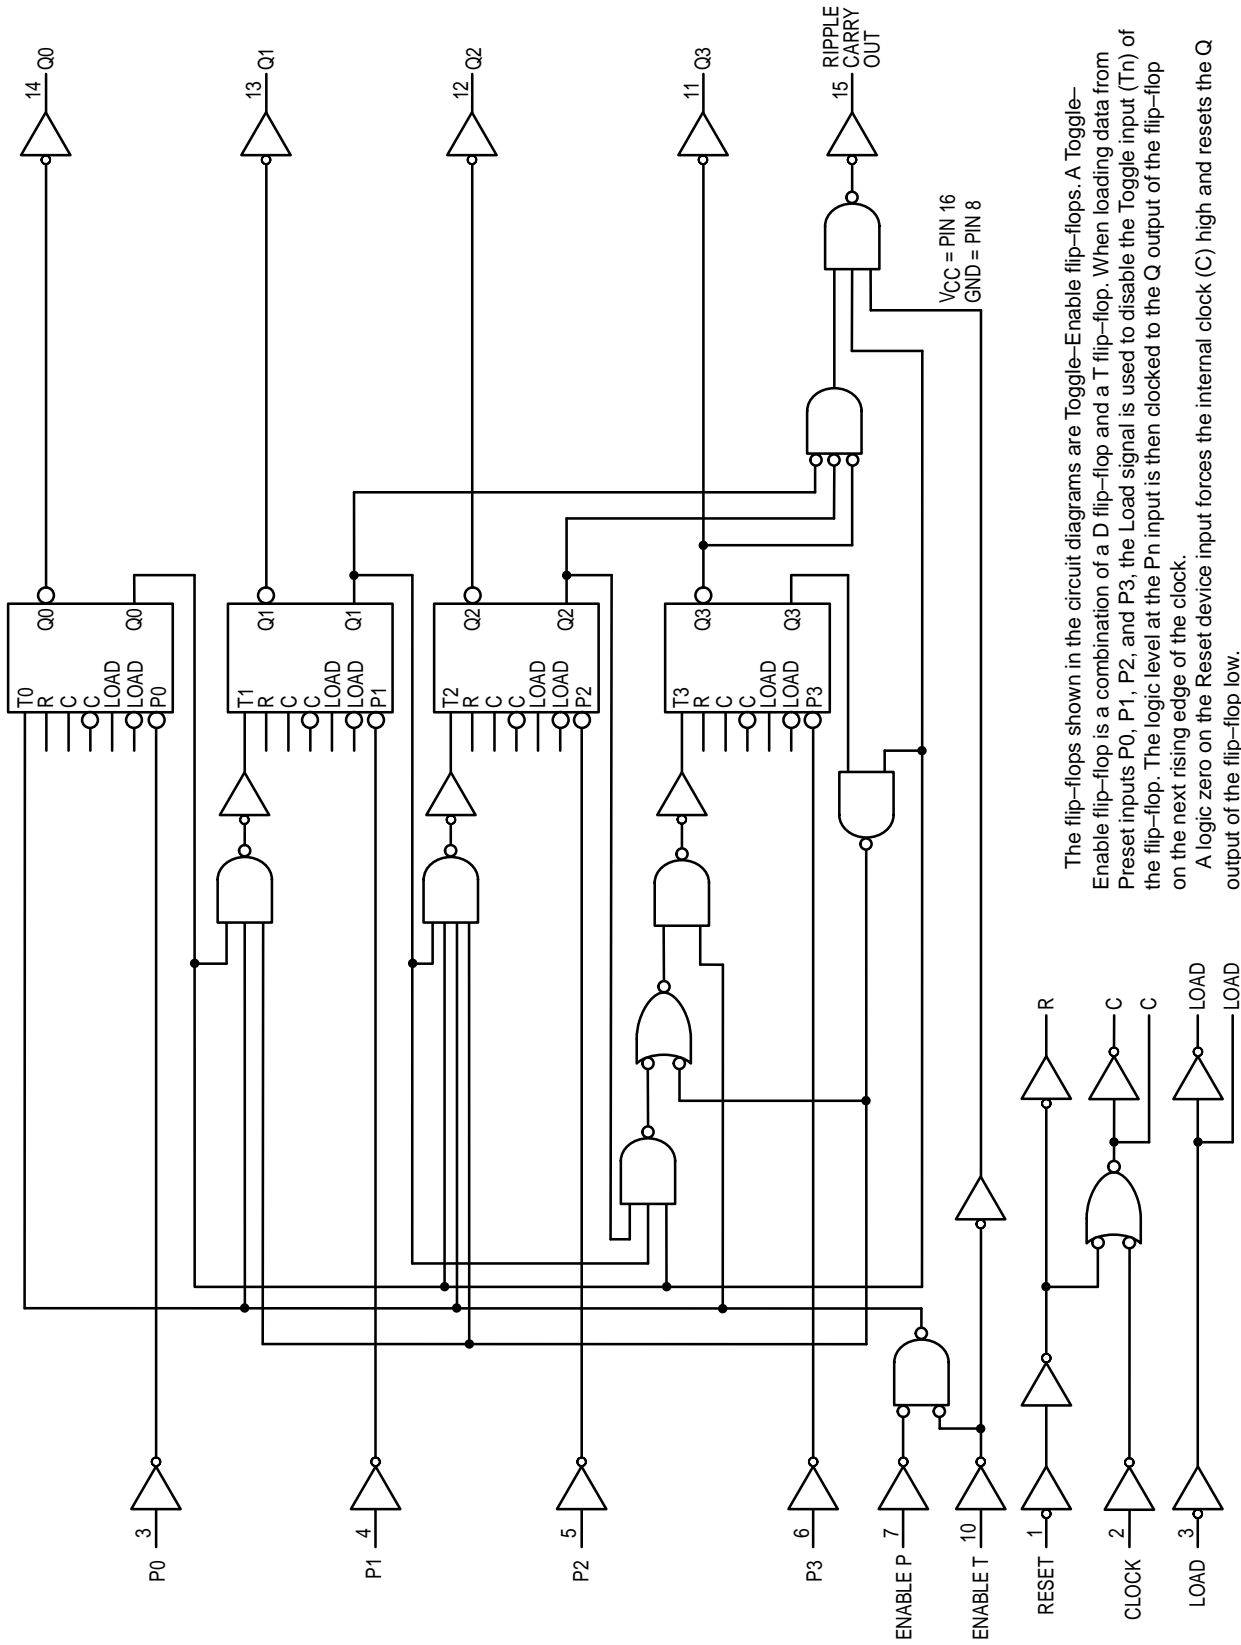 P0
3
P1
4
P2
5
P3
6
ENABLE P
7
ENABLE T
10
RESET
1
CLOCK
2
LOAD
3
R
C
C
LOAD
LOAD
T0
R
C
C
LOAD
LOAD
P0
Q0
Q0
T1
R
C
C
LOAD
LOAD
P1
Q1
Q1
T2
R
C
C
LOAD
LOAD
P2
Q2
Q2
T3
R
C
C
LOAD
LOAD
P3
Q3
Q3
14
Q0
13
Q1
12
Q2
11
Q3
15
RIPPLE
CARRY
OUT
VCC = PIN 16
GND = PIN 8
The flip–flops shown in the circuit diagrams are Toggle–Enable flip–flops. A Toggle–
Enable flip–flop is a combination of a D flip–flop and a T flip–flop. When loading data from
Preset inputs P0, P1, P2, and P3, the Load signal is used to disable the Toggle input (Tn) of
the flip–flop. The logic level at the Pn input is then clocked to the Q output of the flip–flop
on the next rising edge of the clock.
A logic zero on the Reset device input forces the internal clock (C) high and resets the Q
output of the flip–flop low.